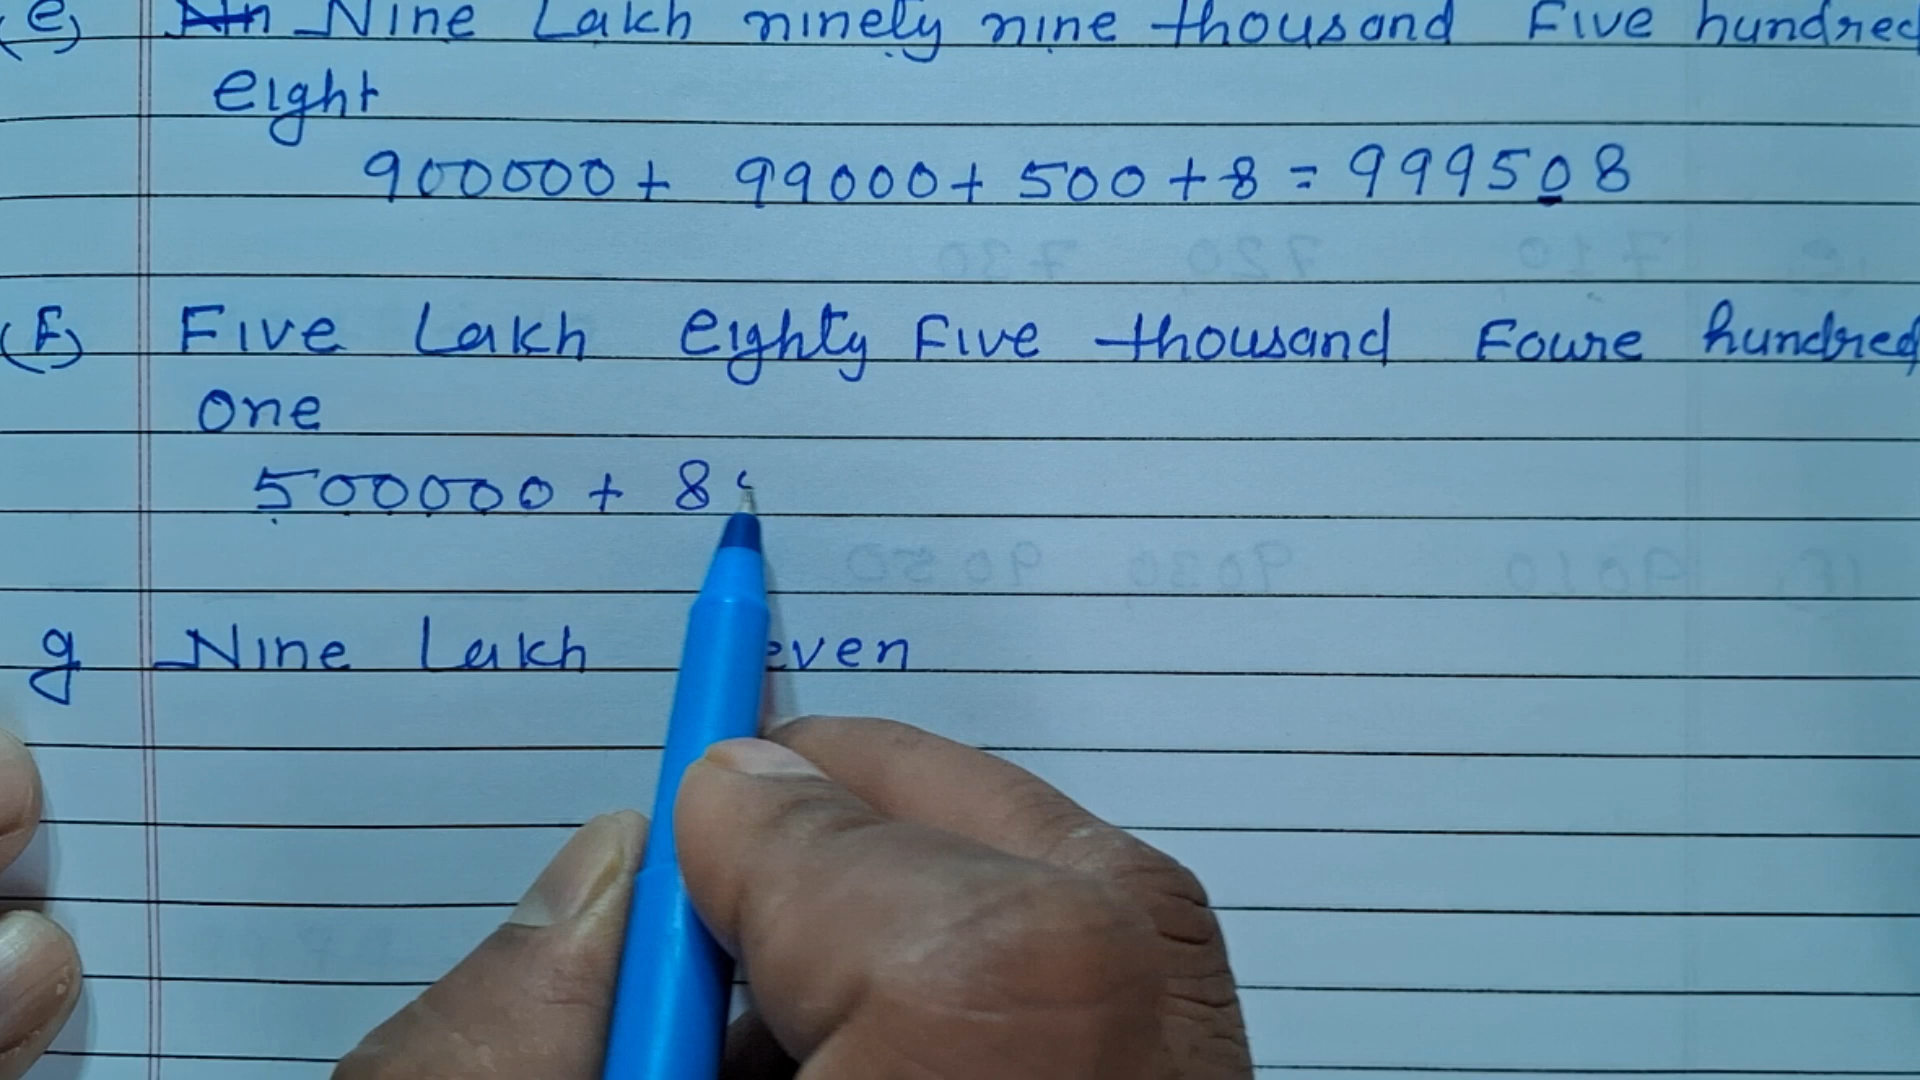 (e) Nine Lakh ninely nine thousand Five hundred
eight
900000 + 99000 + 500 + 8 = 999508
(F) Five Lakh Eighty Five thousand Foure hundred
one
500000 + 8
g Nine Lakh